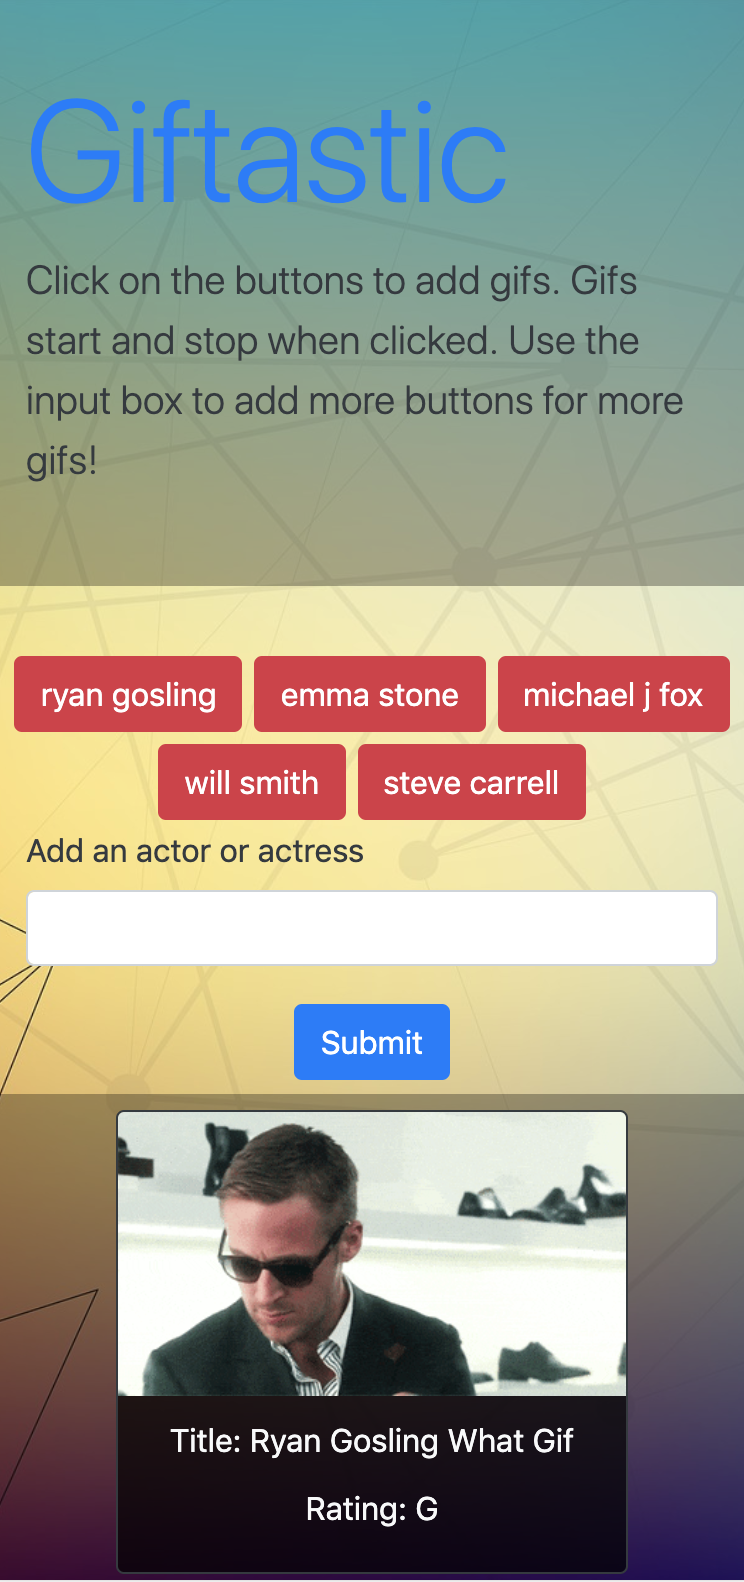 Giftastic
Click on the buttons to add gifs. Gifs
start and stop when clicked. Use the
input box to add more buttons for more
gifs!
ryan gosling emma stone michael j fox
will smith steve carrell
Add an actor or actress
Submit
Title: Ryan Gosling What Gif
Rating: G